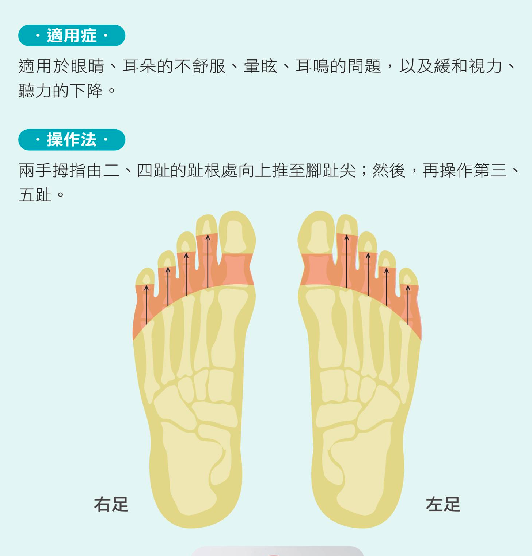 ・適用症・
適用於眼睛、耳朵的不舒服、暈眩、耳鳴的問題，以及緩和視力、
聽力的下降。
・操作法・
兩手拇指由二、四趾的趾根處向上推至腳趾尖；然後，再操作第三、
五趾。
右足
左足